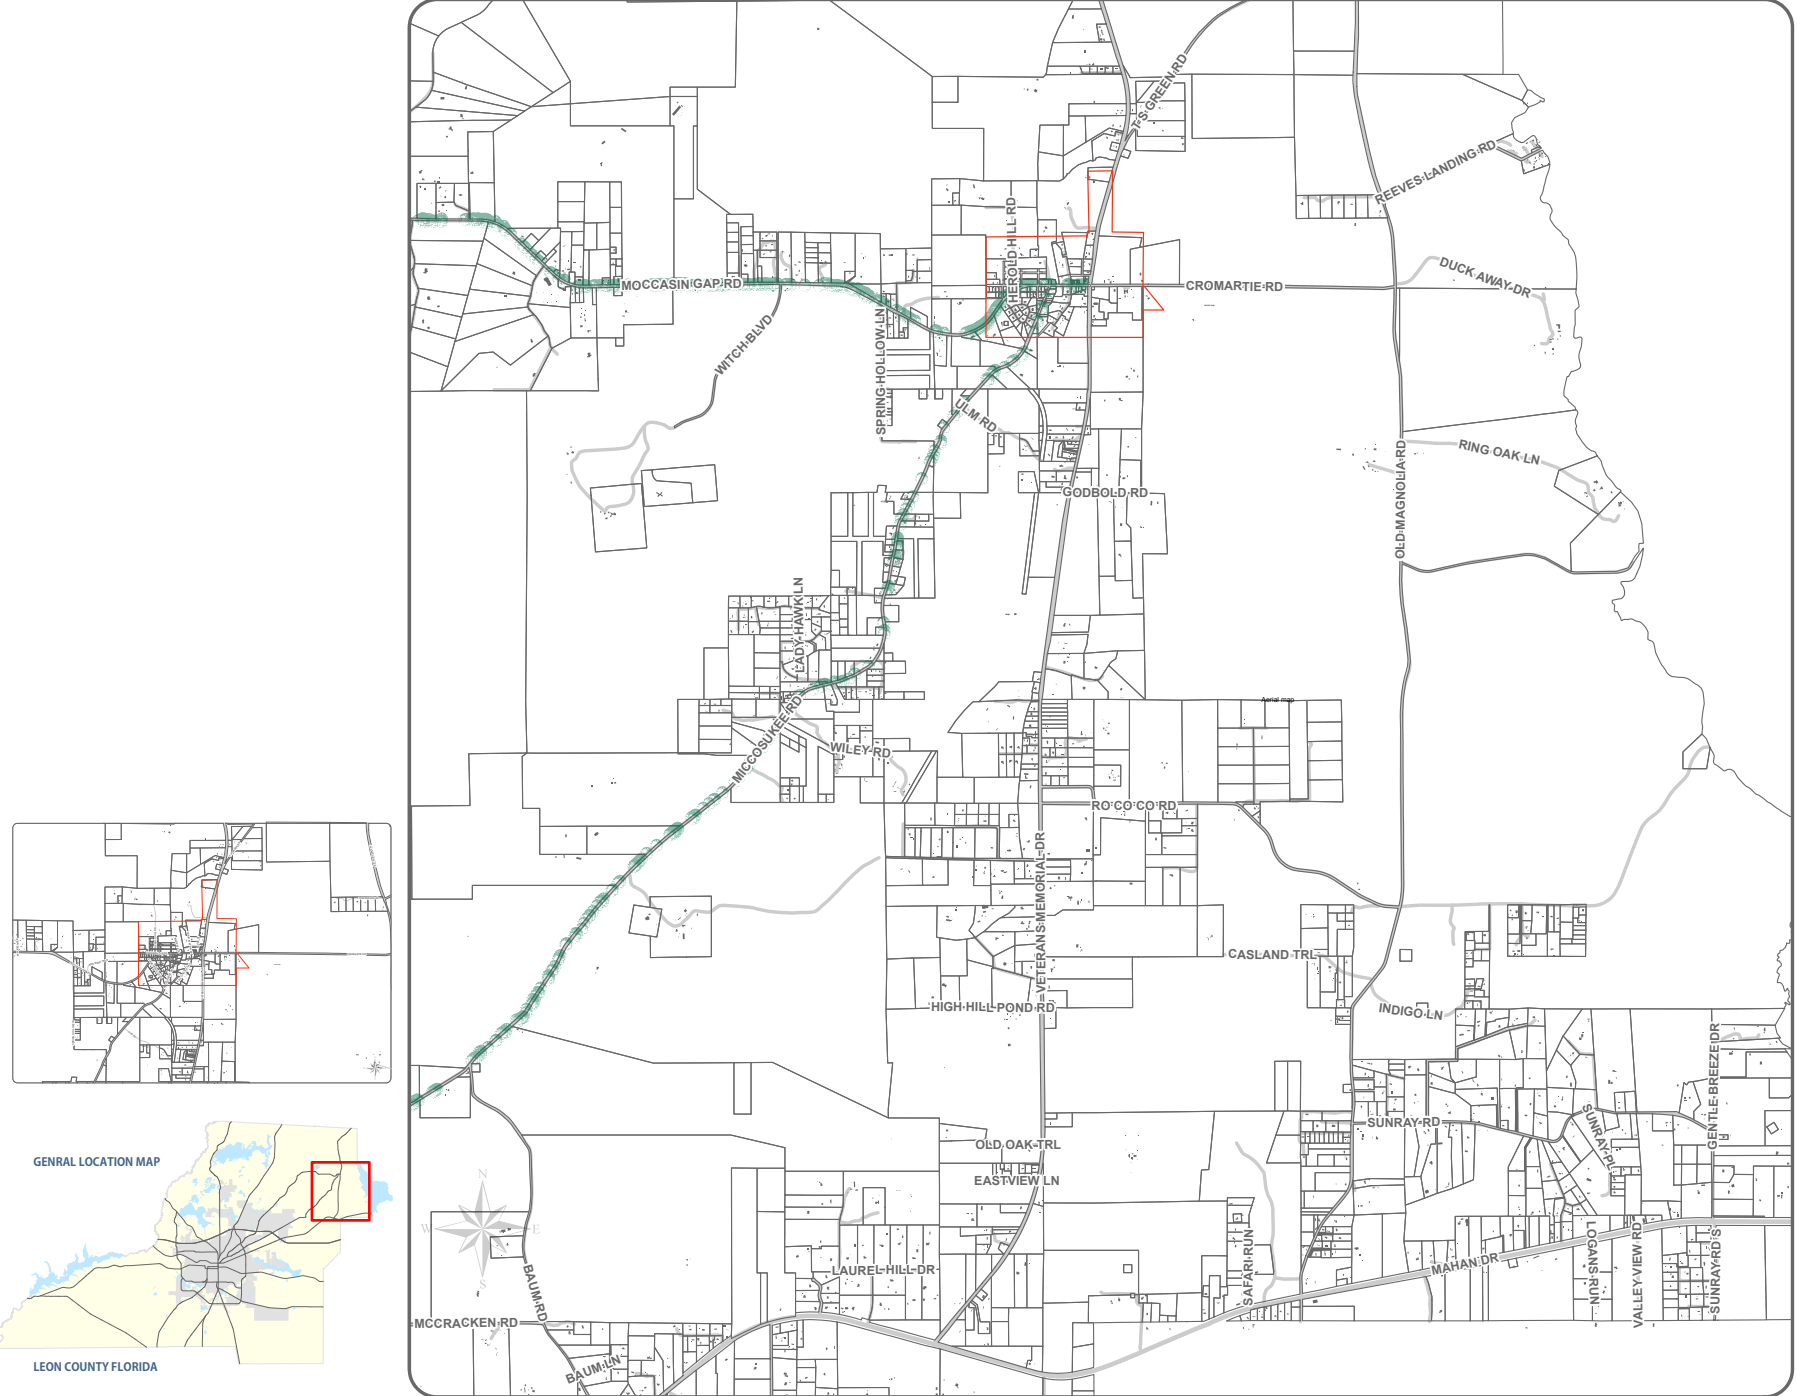 T S GREEN RD
REEVES LANDING RD
HEROLD HILL RD
DUCK AWAY DR
MOCCASIN GAP RD
CROMARTIE RD
WITCH BLVD
SPRING HOLLOW LN
ULM RD
RING OAK LN
OLD MAGNOLIA RD
GODBOLD RD
LADY HAWK LN
Aerial map
MICCOSUKEE RD
WILEY RD
RO CO CO RD
VETERANS MEMORIAL DR
CASLAND TRL
HIGH HILL POND RD
INDIGO LN
GENTLE BREEZE DR
SUNRAY RD
SUNRAY PL
OLD OAK TRL
EASTVIEW LN
GENRAL LOCATION MAP
N
W
E
S
LAUREL HILL DR
SAFARI RUN
MAHAN DR
LOGANS RUN
VALLEY VIEW RD
SUNRAY RD S
BAUM RD
MCCRACKEN RD
BAUM LN
LEON COUNTY FLORIDA